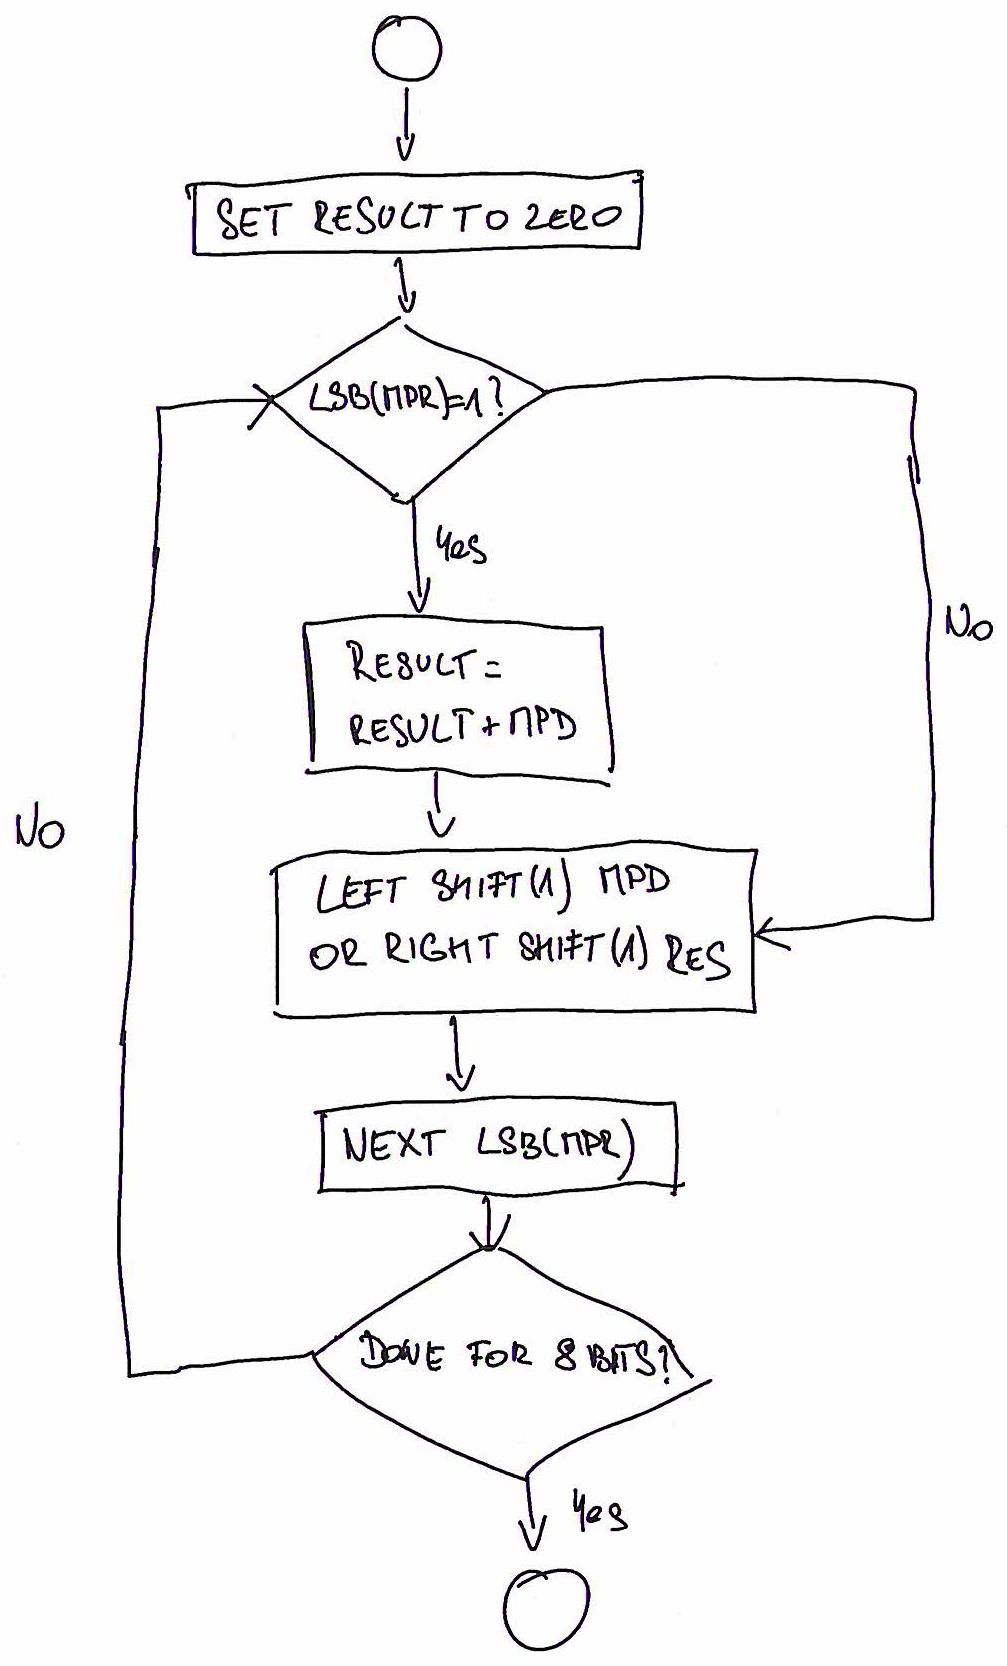 SET RESULT TO ZERO
LSB(MPR)=1?
Yes
No
RESULT =
RESULT + MPD
No
LEFT SHIFT(1) MPD
OR RIGHT SHIFT(1) RES
NEXT LSB(MPR)
DONE FOR 8 BITS?
Yes